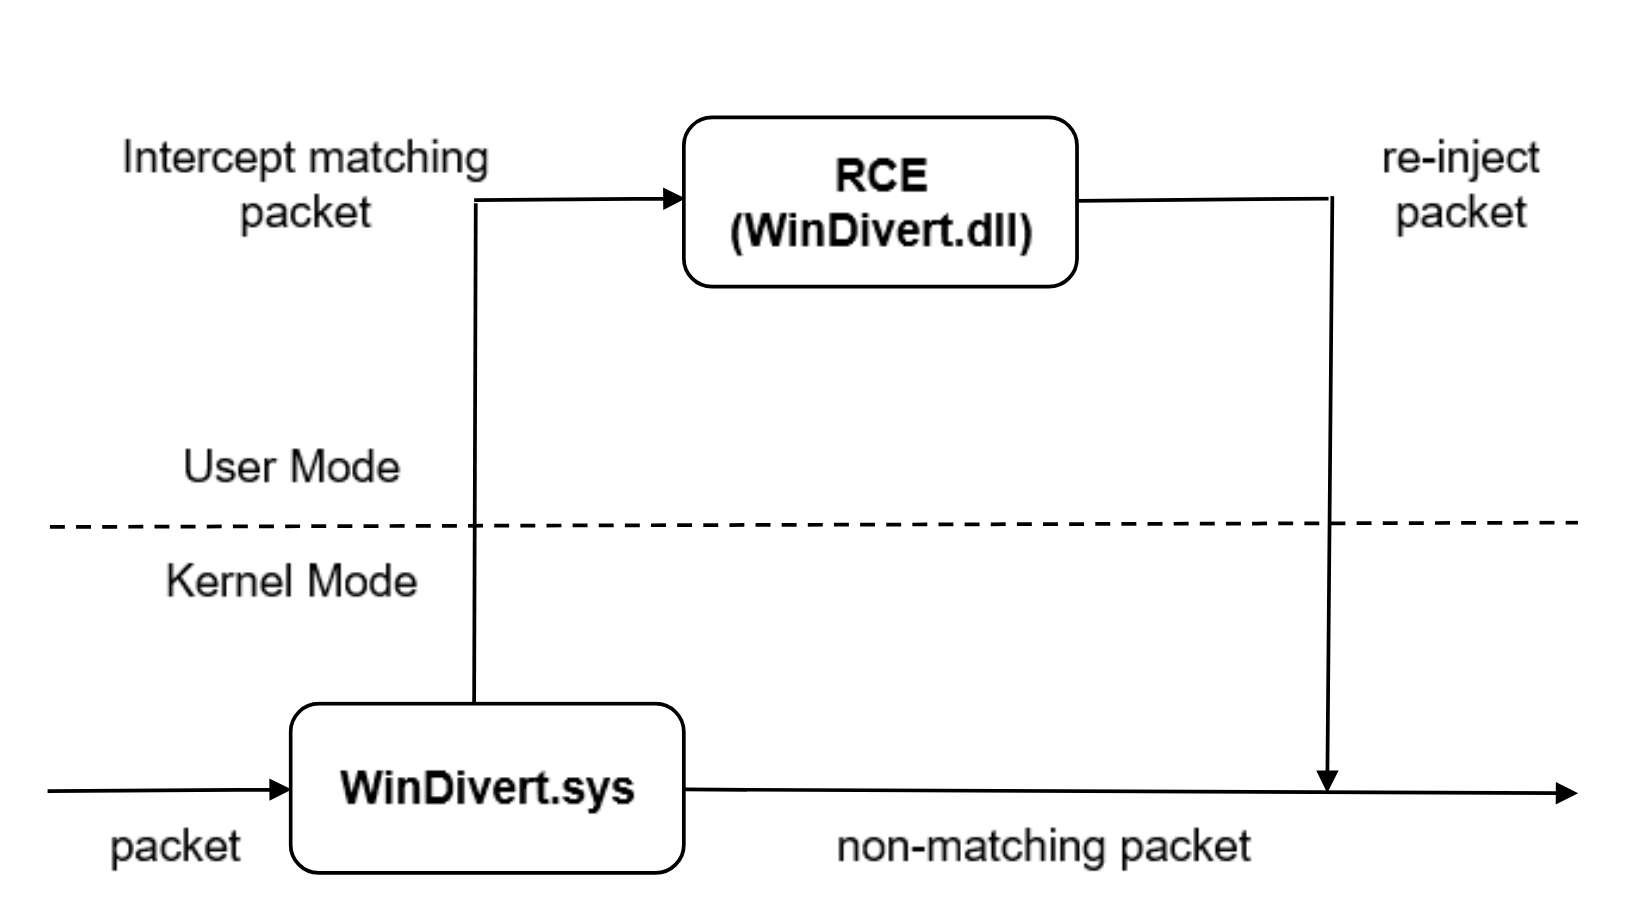 Intercept matching
packet
RCE
(WinDivert.dll)
re-inject
packet
User Mode
Kernel Mode
WinDivert.sys
packet
non-matching packet